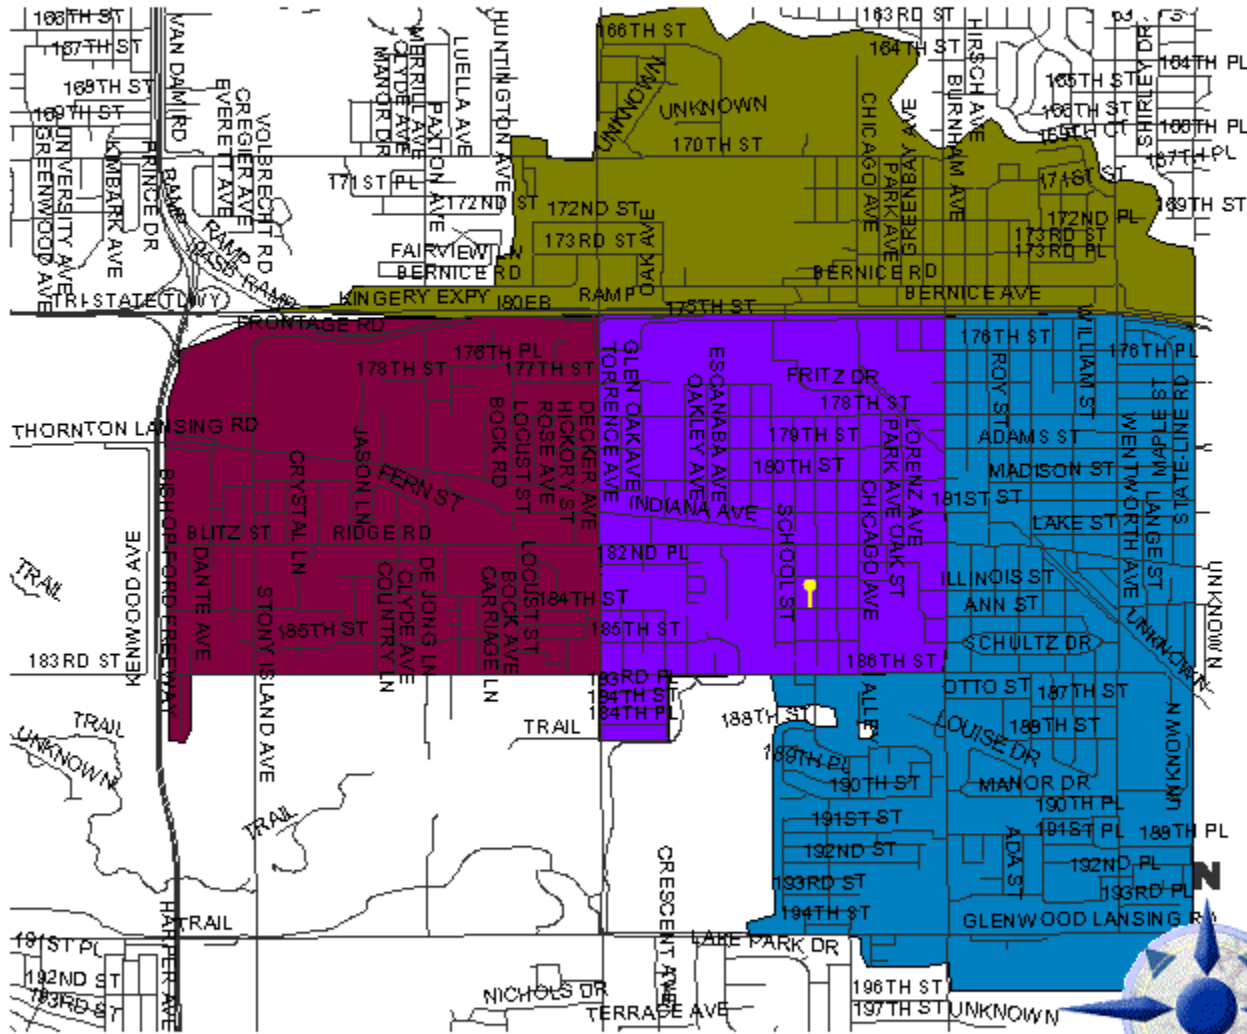 166TH ST
167TH ST
169TH ST
169TH ST
VAN DAM RD
MERRILL AVE
CLYDE AVE
MANOR DR
LUELLA AVE
HUNTINGTON AVE
PAXTON AVE
166TH ST
UNKNOWN
UNKNOWN
170TH ST
163RD ST
164TH ST
HIRSCH AVE
BURNHAM AVE
165TH ST
166TH ST
169TH CT
SHIRLEY DR
164TH PL
166TH PL
167TH PL
169TH ST
UNIVERSITY AVE
GREENWOOD AVE
KIMBARK AVE
PRINCE DR
RAMP
RAMP
EVERETT AVE
CREGIER AVE
VOLBRECHT RD
171ST PL
172ND ST
172ND ST
173RD ST
OAK AVE
CHICAGO AVE
PARK AVE
GREENBAY AVE
171ST ST
172ND PL
173RD ST
173RD PL
FAIRVIEW LN
BERNICE RD
BERNICE RD
BERNICE AVE
TRI-STATE TLWY
I94SB RAMP
KINGERY EXPY
I80EB
RAMP
175TH ST
FRONTAGE RD
178TH ST
176TH PL
177TH ST
GLEN OAK AVE
TORRENCE AVE
ESCANABA AVE
OAKLEY AVE
FRITZ DR
178TH ST
179TH ST
180TH ST
176TH ST
ROY ST
WILLIAM ST
176TH PL
THORNTON LANSING RD
JASON LN
CRYSTAL LN
FERN ST
BOCK RD
LOCUST ST
ROSE AVE
HICKORY ST
DECKER AVE
INDIANA AVE
PARK AVE
LORENZ AVE
ADAMS ST
MADISON ST
181ST ST
LAKE ST
WENTWORTH AVE
MAPLE ST
LANGE ST
STATELINE RD
BLITZ ST
RIDGE RD
BISHOP FORD FREEWAY
KENWOOD AVE
TRAIL
DANTE AVE
STONY ISLAND AVE
185TH ST
COUNTRY LN
CLYDE AVE
DE JONG LN
CARRIAGE LN
BOCK AVE
LOCUST ST
184TH ST
182ND PL
185TH ST
SCHOOL ST
CHICAGO AVE
OAK ST
186TH ST
ILLINOIS ST
ANN ST
SCHULTZ DR
UNKNOWN
UNKNOWN
183RD ST
183RD PL
184TH ST
184TH PL
TRAIL
188TH ST
ALLEY
OTTO ST
187TH ST
LOUISE DR
189TH ST
UNKNOWN
TRAIL
UNKNOWN
TRAIL
189TH PL
190TH ST
MANOR DR
190TH PL
191ST ST
191ST PL
188TH PL
192ND ST
ADA ST
192ND PL
193RD ST
193RD PL
194TH ST
GLENWOOD LANSING RD
N
CRESCENT AVE
TRAIL
HARPER AVE
LAKE PARK DR
191ST PL
192ND ST
193RD ST
NICHOLS DR
TERRACE AVE
196TH ST
197TH ST
UNKNOWN